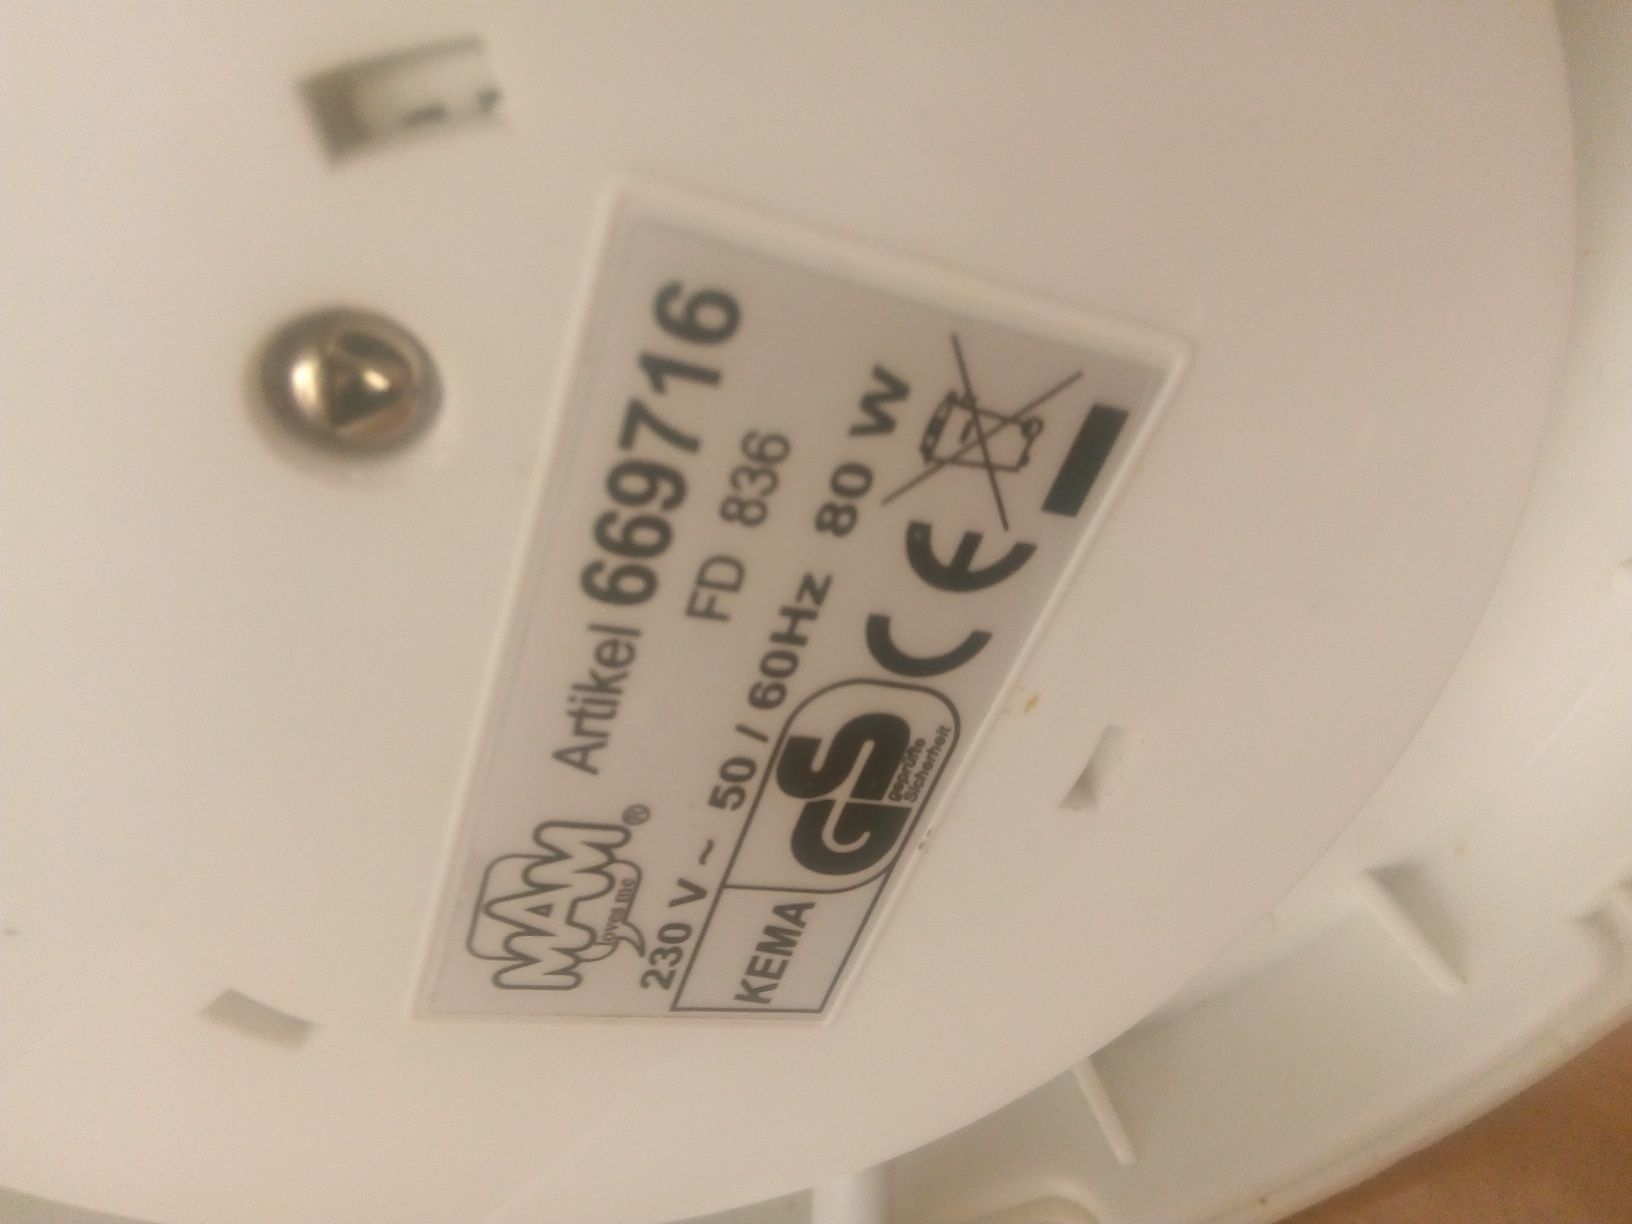 MAM® Artikel 669716
loves me
FD 836
230 V ~ 50 / 60Hz 80 W
KEMA
GS
geprüfte
Sicherheit
CE